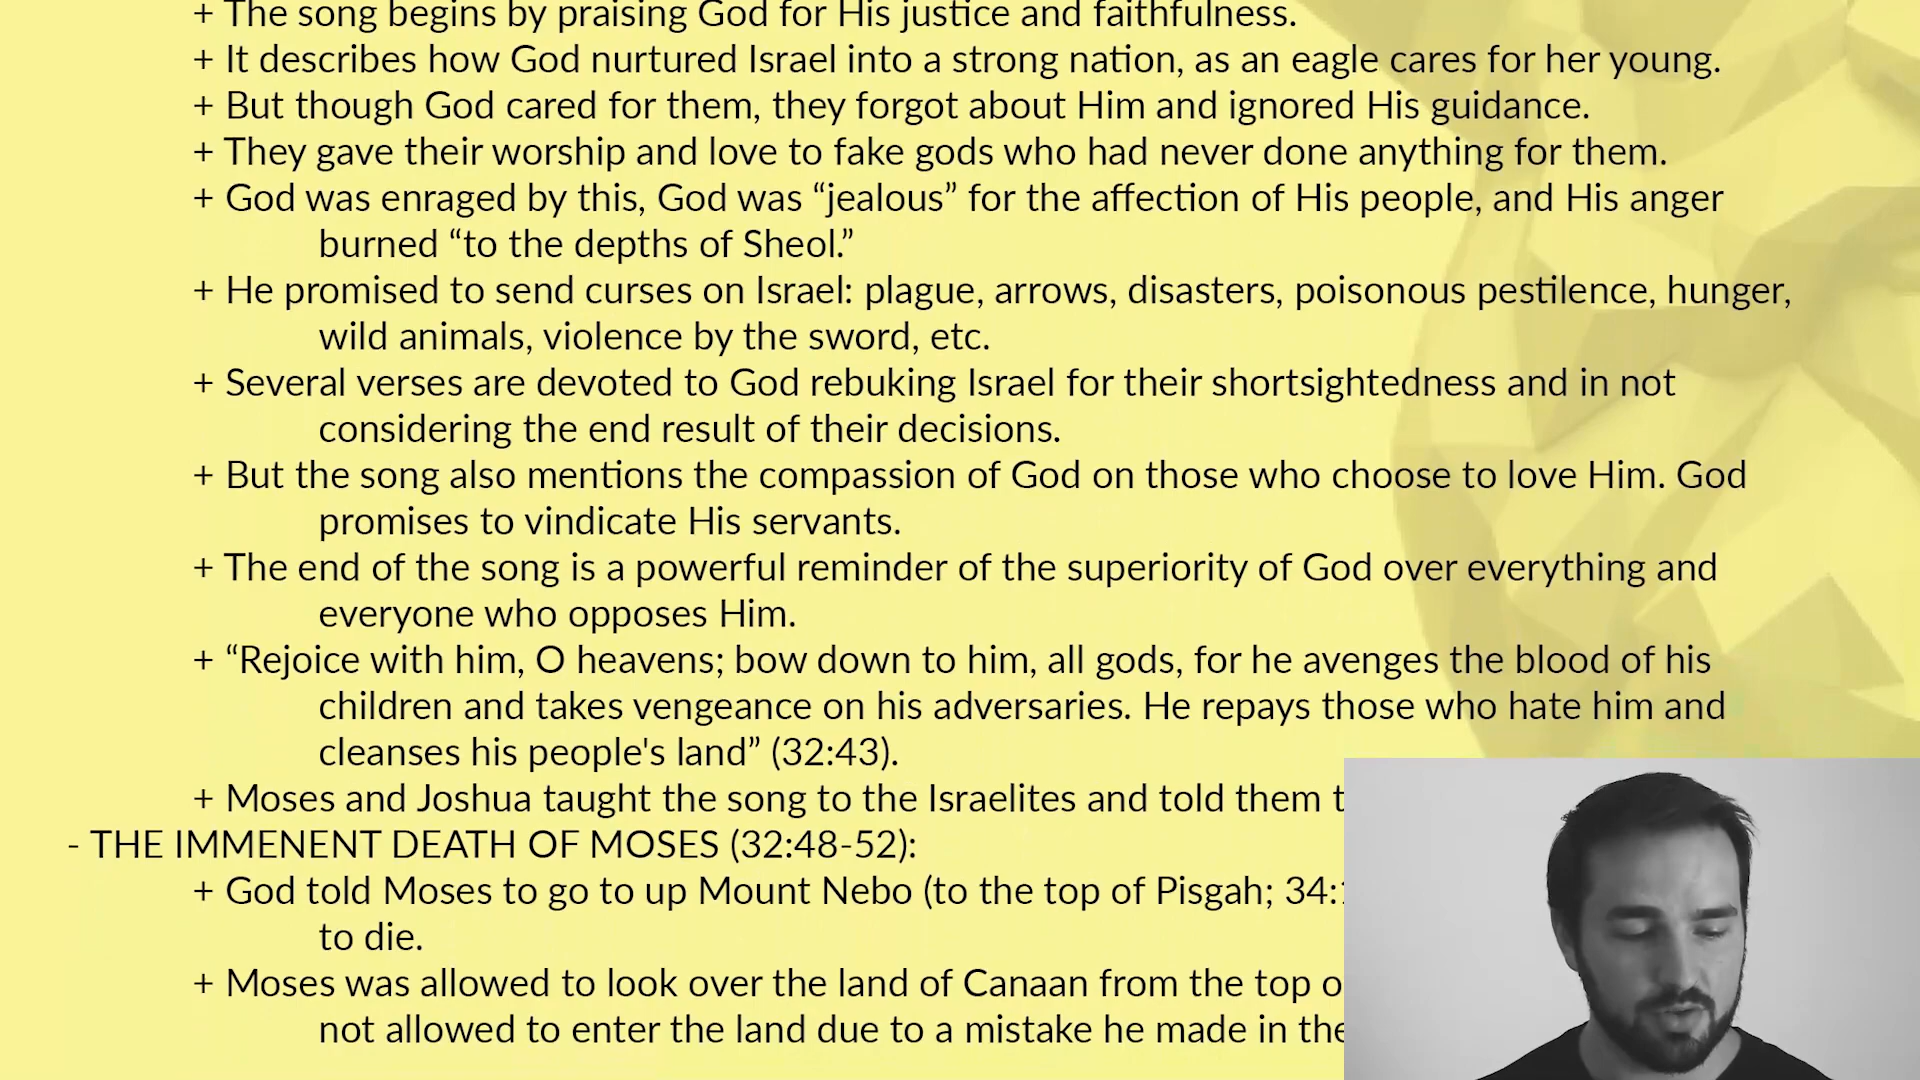 + The song begins by praising God for His justice and faithfulness.
+ It describes how God nurtured Israel into a strong nation, as an eagle cares for her young.
+ But though God cared for them, they forgot about Him and ignored His guidance.
+ They gave their worship and love to fake gods who had never done anything for them.
+ God was enraged by this, God was “jealous” for the affection of His people, and His anger
burned “to the depths of Sheol.”
+ He promised to send curses on Israel: plague, arrows, disasters, poisonous pestilence, hunger,
wild animals, violence by the sword, etc.
+ Several verses are devoted to God rebuking Israel for their shortsightedness and in not
considering the end result of their decisions.
+ But the song also mentions the compassion of God on those who choose to love Him. God
promises to vindicate His servants.
+ The end of the song is a powerful reminder of the superiority of God over everything and
everyone who opposes Him.
+ “Rejoice with him, O heavens; bow down to him, all gods, for he avenges the blood of his
children and takes vengeance on his adversaries. He repays those who hate him and
cleanses his people's land” (32:43).
+ Moses and Joshua taught the song to the Israelites and told them
- THE IMMENENT DEATH OF MOSES (32:48-52):
+ God told Moses to go to up Mount Nebo (to the top of Pisgah; 34:
to die.
+ Moses was allowed to look over the land of Canaan from the top
not allowed to enter the land due to a mistake he made in the